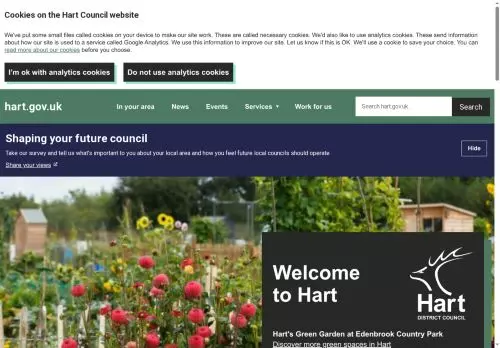 Cookies on the Hart Council website
We've put some small files called cookies on your device to make our site work. These are called necessary cookies. We'd also like to use analytics cookies. These send information
about how our site is used to a service called Google Analytics. We use this information to improve our site. Let us know if this is OK. We'll use a cookie to save your choice. You can
read more about our cookies before you choose.
I'm ok with analytics cookies
Do not use analytics cookies
hart.gov.uk
In your area
News
Events
Services
Work for us
Search hart.gov.uk
Search
Shaping your future council
Take our survey and tell us what's important to you about your local area and how you feel future local councils should operate
Share your views
Hide
Welcome
to Hart
Hart
DISTRICT COUNCIL
Hart's Green Garden at Edenbrook Country Park
Discover more green spaces in Hart